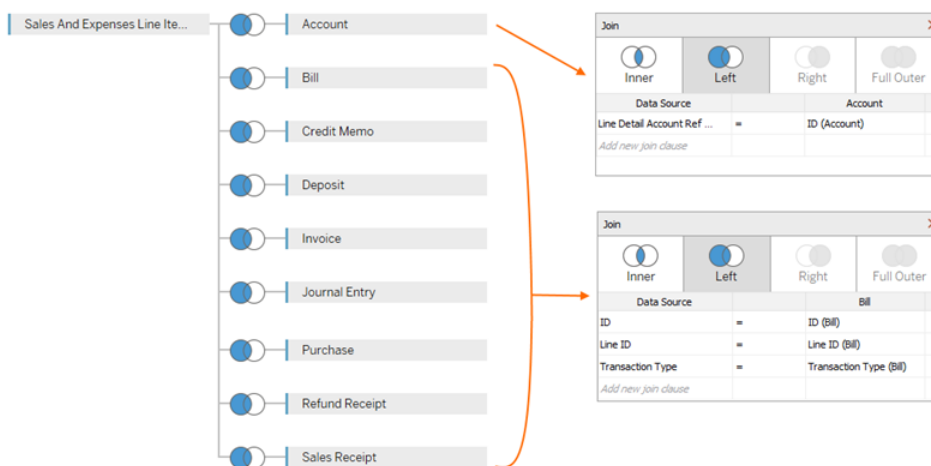 Sales And Expenses Line Ite...
Account
Bill
Credit Memo
Deposit
Invoice
Journal Entry
Purchase
Refund Receipt
Sales Receipt
Join
Inner Left Right Full Outer
Data Source Account
Line Detail Account Ref ... = ID (Account)
Add new join clause
Join
Inner Left Right Full Outer
Data Source Bill
ID = ID (Bill)
Line ID = Line ID (Bill)
Transaction Type = Transaction Type (Bill)
Add new join clause